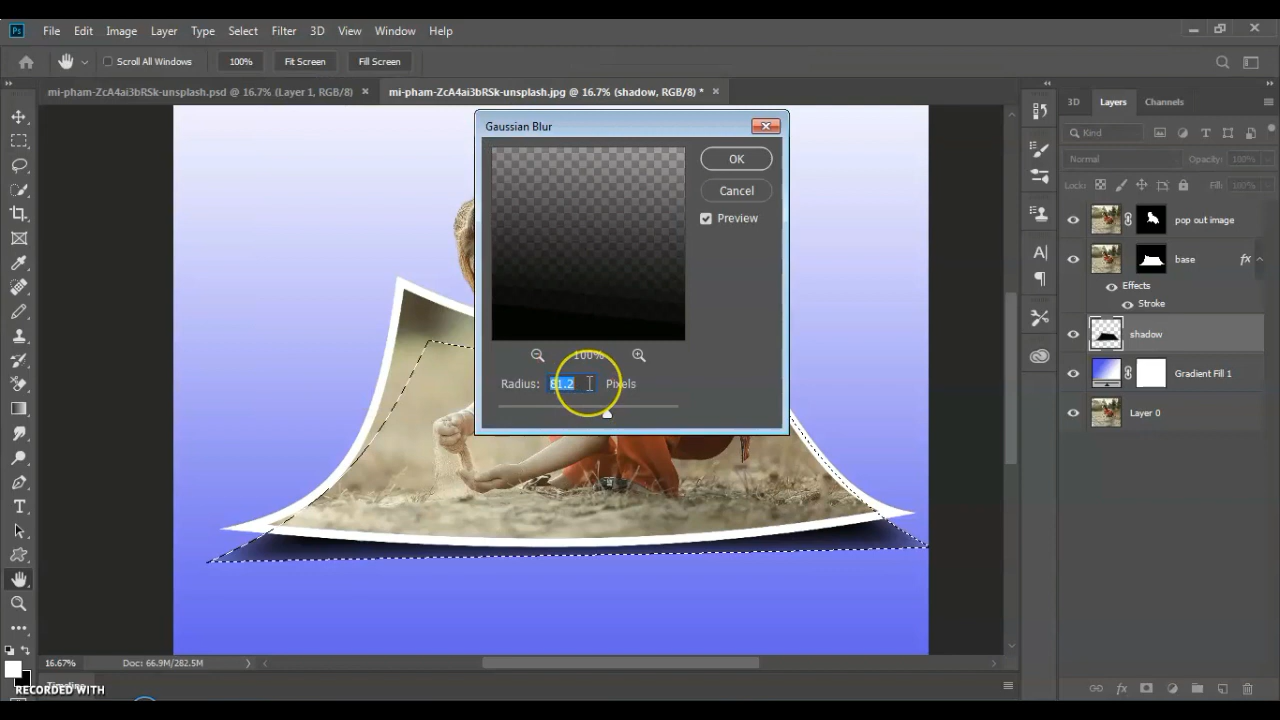 Ps File Edit Image Layer Type Select Filter 3D View Window Help
Scroll All Windows 100% Fit Screen Fill Screen
mi-pham-ZcA4ai3bRSk-unsplash.psd @ 16.7% (Layer 1, RGB/8) × mi-pham-ZcA4ai3bRSk-unsplash.jpg @ 16.7% (shadow, RGB/8) * ×
3D Layers Channels
Gaussian Blur
Kind
OK
Normal Opacity: 100%
Cancel
Lock: Fill: 100%
Preview
pop out image
base fx
Effects
Stroke
shadow
100%
Gradient Fill 1
Radius: 81.2 Pixels
Layer 0
16.67% Doc: 66.9M/282.5M
RECORDED WITH